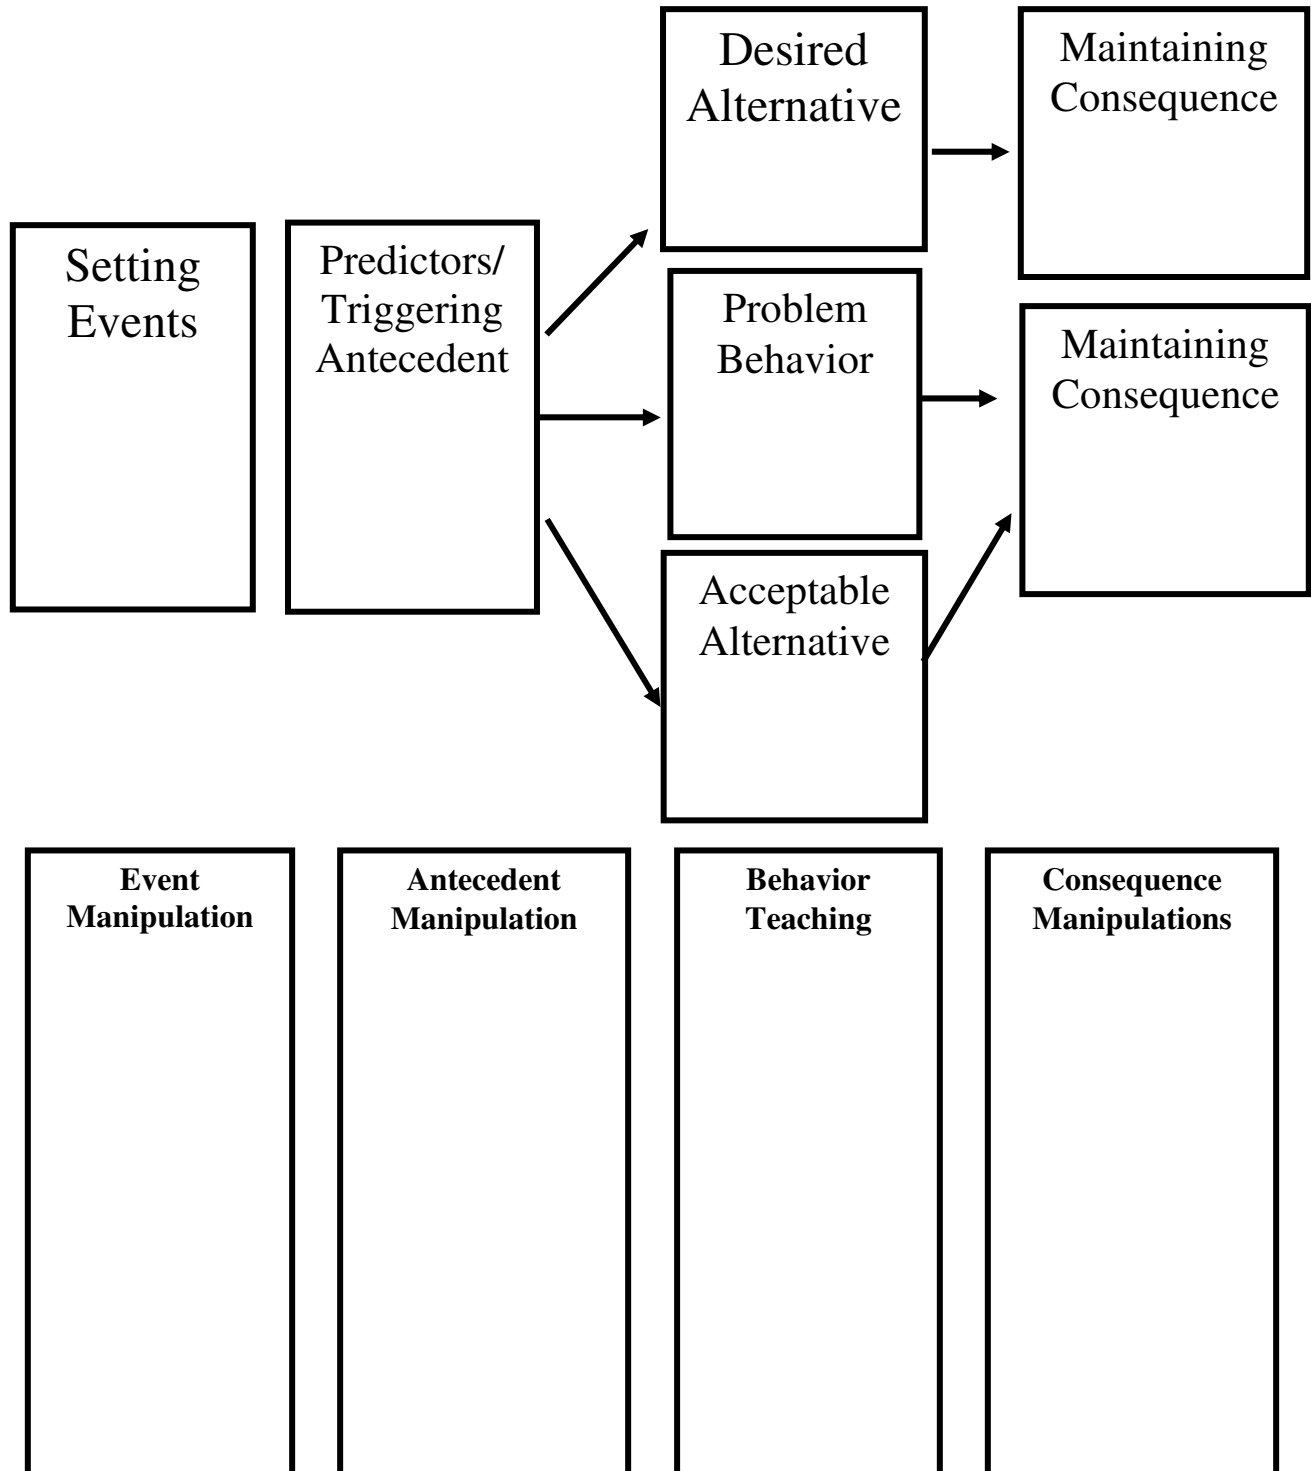 Desired
Alternative
Maintaining
Consequence
Setting
Events
Predictors/
Triggering
Antecedent
Problem
Behavior
Maintaining
Consequence
Acceptable
Alternative
Event
Manipulation
Antecedent
Manipulation
Behavior
Teaching
Consequence
Manipulations